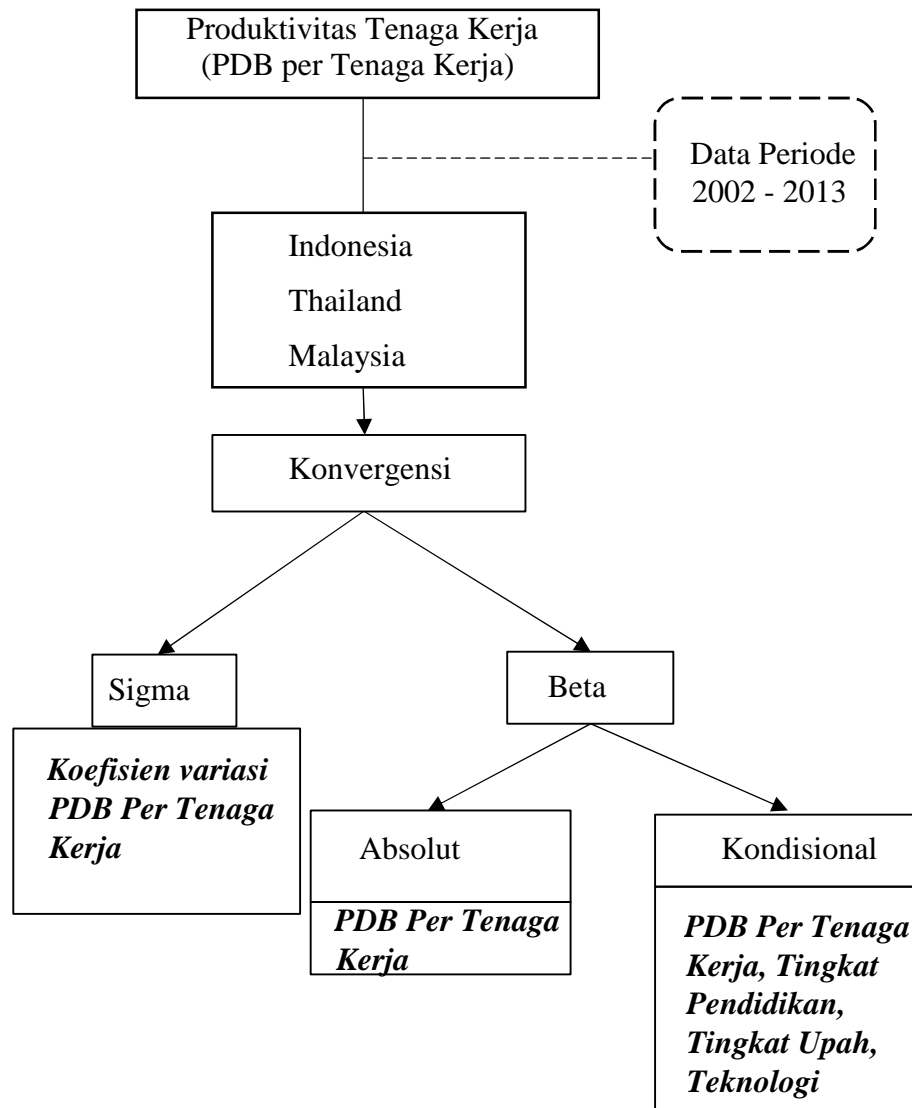 Produktivitas Tenaga Kerja
(PDB per Tenaga Kerja)
Data Periode
2002 - 2013
Indonesia
Thailand
Malaysia
Konvergensi
Sigma
Koefisien variasi
PDB Per Tenaga
Kerja
Beta
Absolut
PDB Per Tenaga
Kerja
Kondisional
PDB Per Tenaga
Kerja, Tingkat
Pendidikan,
Tingkat Upah,
Teknologi